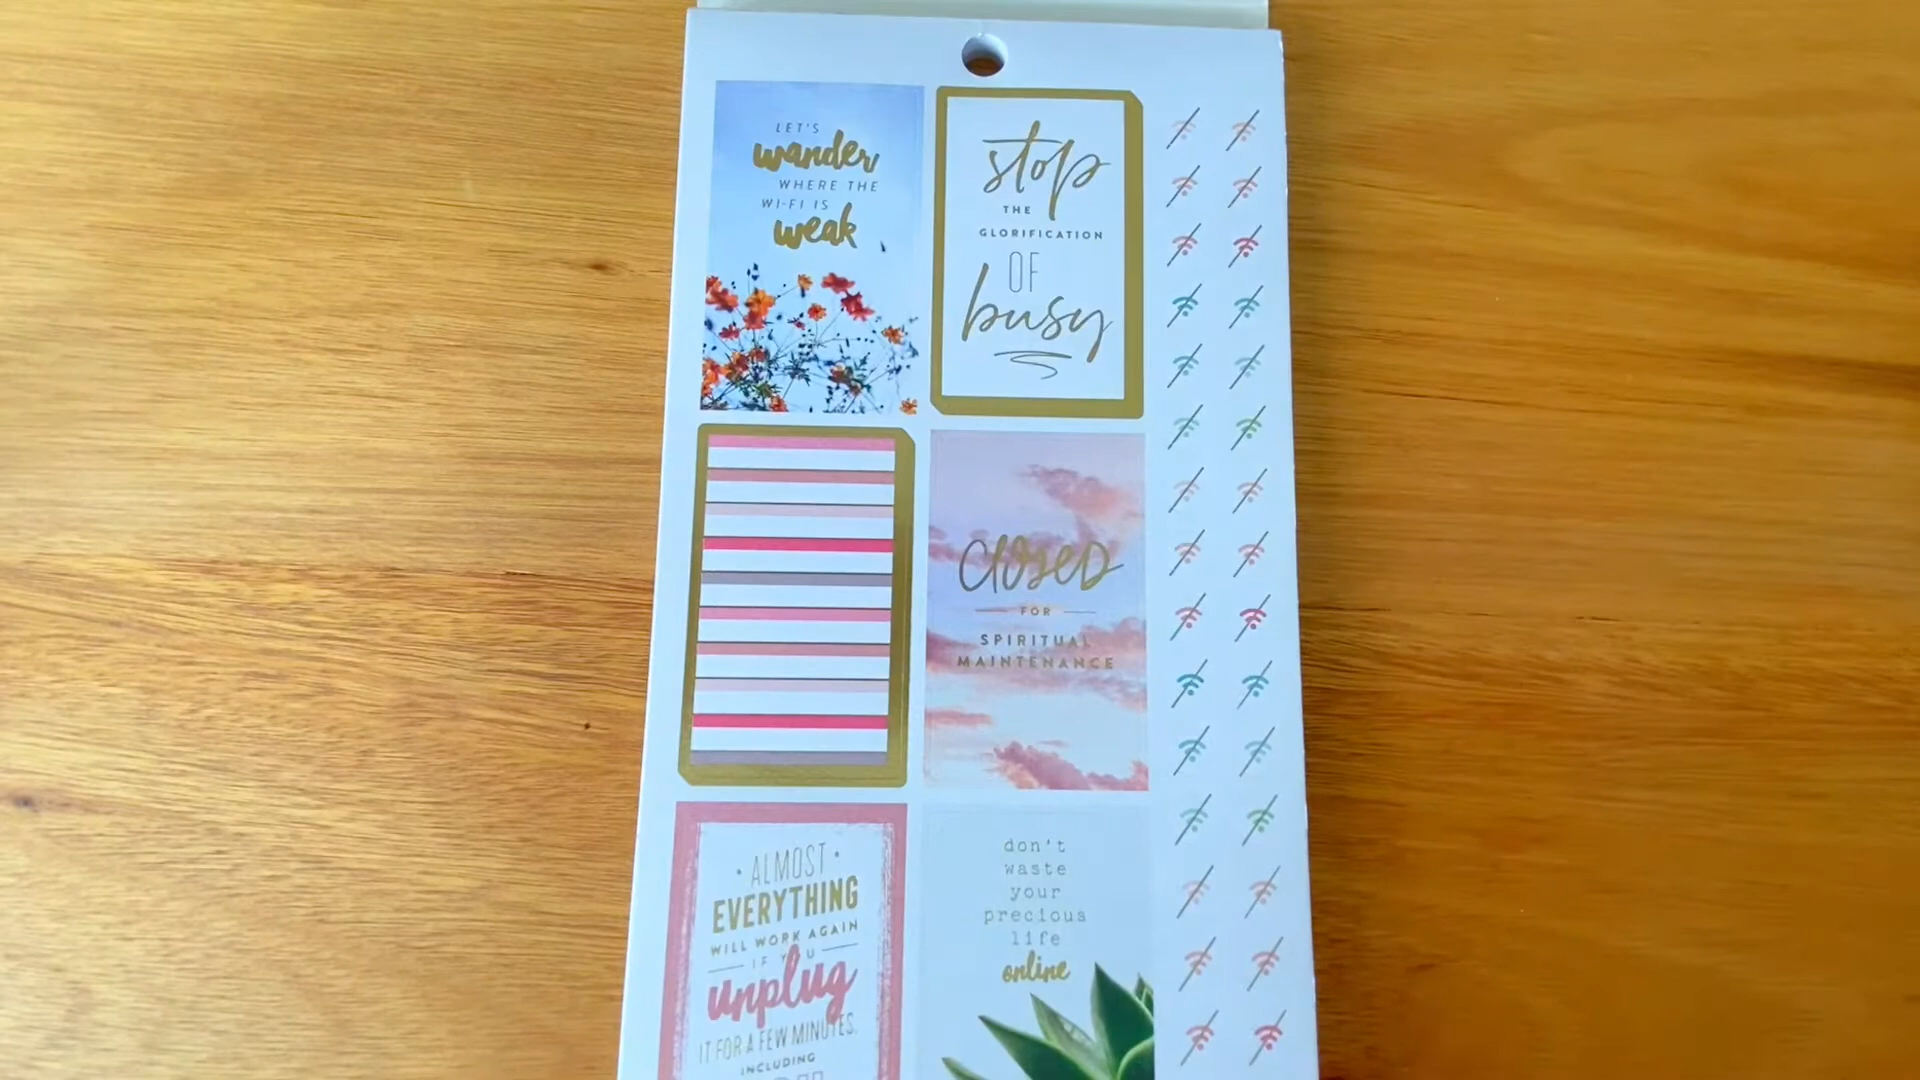 LET'S
wander
WHERE THE
WI-FI IS
weak
stop
THE
GLORIFICATION
OF
busy
CLOSED
FOR
SPIRITUAL
MAINTENANCE
ALMOST
EVERYTHING
WILL WORK AGAIN
IF YOU
unplug
IT FOR A FEW MINUTES,
INCLUDING
don't
waste
your
precious
life
online